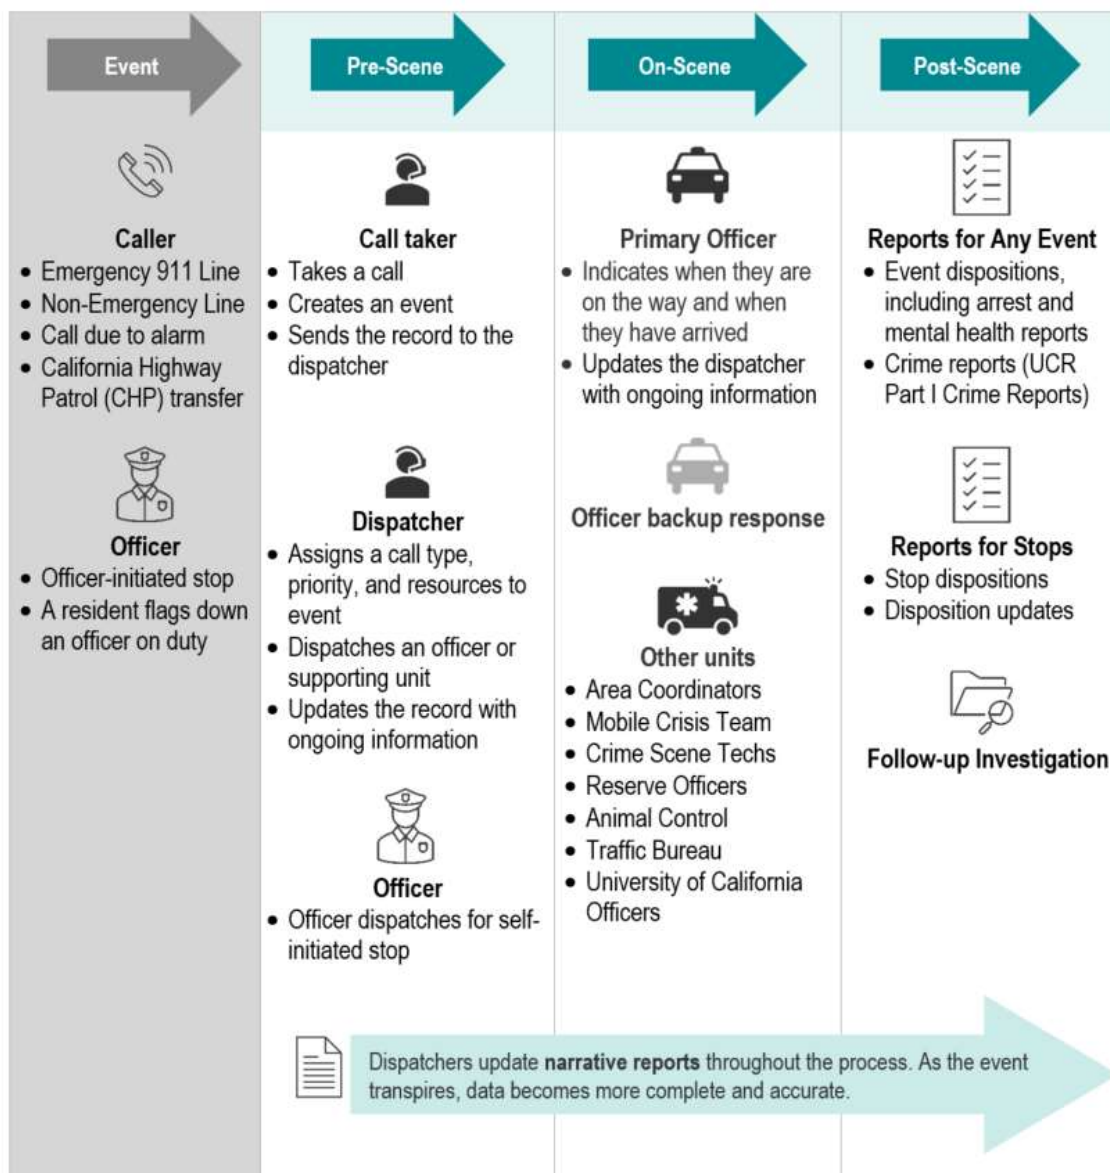 Event
Pre-Scene
On-Scene
Post-Scene
Caller
• Emergency 911 Line
• Non-Emergency Line
• Call due to alarm
• California Highway
Patrol (CHP) transfer
Officer
• Officer-initiated stop
• A resident flags down
an officer on duty
Call taker
• Takes a call
• Creates an event
• Sends the record to the
dispatcher
Dispatcher
• Assigns a call type,
priority, and resources to
event
• Dispatches an officer or
supporting unit
• Updates the record with
ongoing information
Officer
• Officer dispatches for self-
initiated stop
Primary Officer
• Indicates when they are
on the way and when
they have arrived
• Updates the dispatcher
with ongoing information
Officer backup response
Other units
• Area Coordinators
• Mobile Crisis Team
• Crime Scene Techs
• Reserve Officers
• Animal Control
• Traffic Bureau
• University of California
Officers
Reports for Any Event
• Event dispositions,
including arrest and
mental health reports
• Crime reports (UCR
Part I Crime Reports)
Reports for Stops
• Stop dispositions
• Disposition updates
Follow-up Investigation
Dispatchers update narrative reports throughout the process. As the event
transpires, data becomes more complete and accurate.